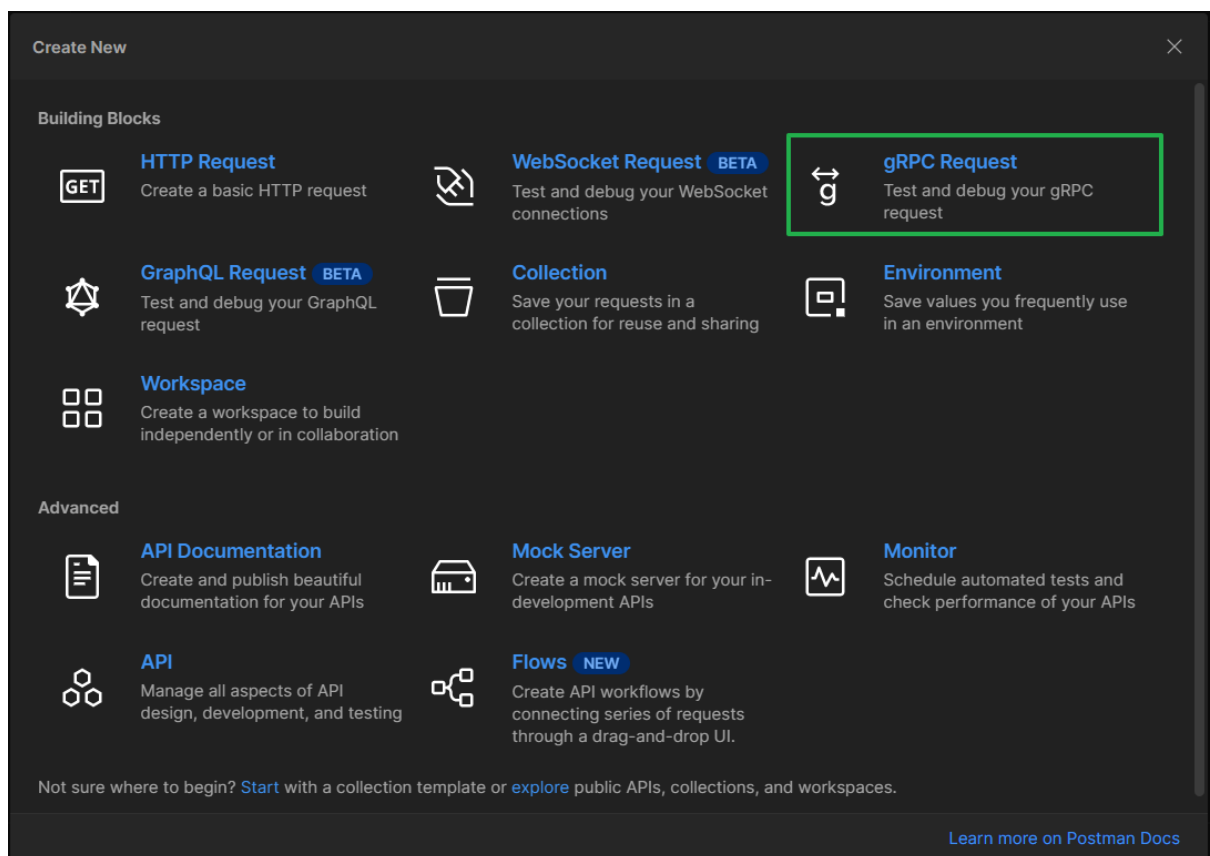 Create New
Building Blocks
GET
HTTP Request
Create a basic HTTP request
WebSocket Request BETA
Test and debug your WebSocket
connections
g
gRPC Request
Test and debug your gRPC
request
GraphQL Request BETA
Test and debug your GraphQL
request
Collection
Save your requests in a
collection for reuse and sharing
Environment
Save values you frequently use
in an environment
Workspace
Create a workspace to build
independently or in collaboration
Advanced
API Documentation
Create and publish beautiful
documentation for your APIs
Mock Server
Create a mock server for your in-
development APIs
Monitor
Schedule automated tests and
check performance of your APIs
API
Manage all aspects of API
design, development, and testing
Flows NEW
Create API workflows by
connecting series of requests
through a drag-and-drop UI.
Not sure where to begin? Start with a collection template or explore public APIs, collections, and workspaces.
Learn more on Postman Docs